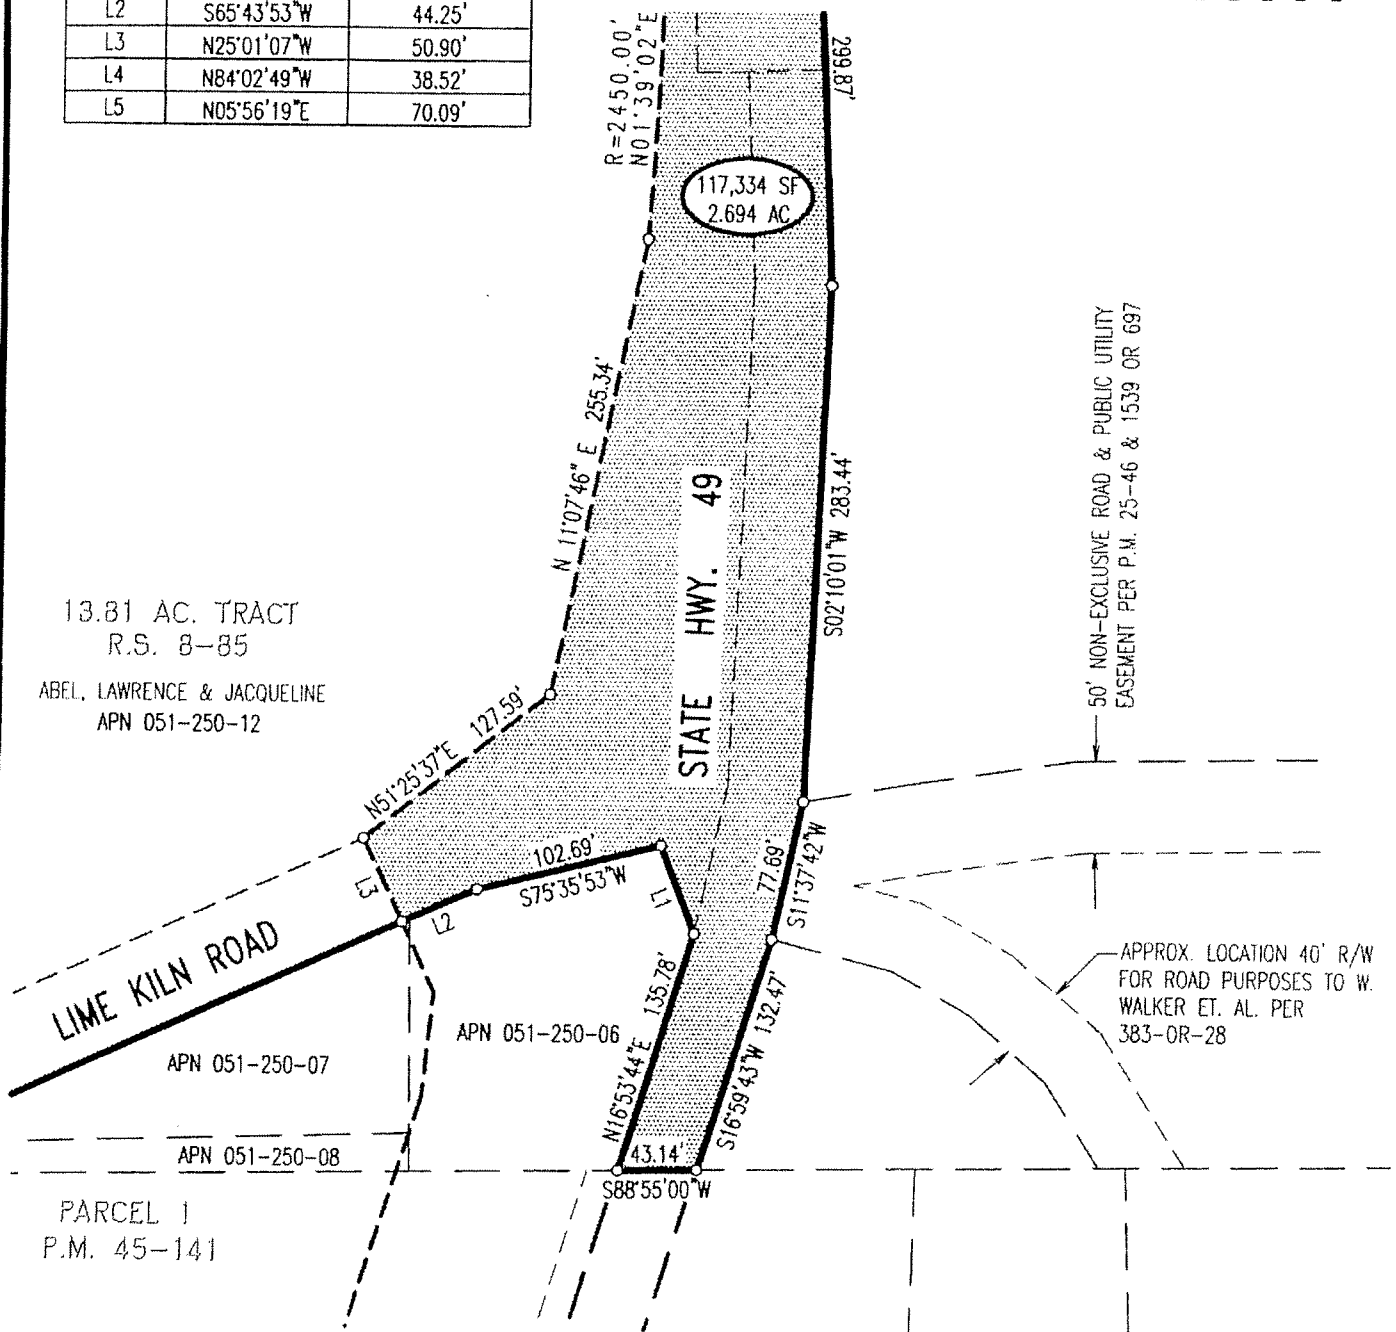 L2 S65°43'53"W 44.25'
L3 N25°01'07"W 50.90'
L4 N84°02'49"W 38.52'
L5 N05°56'19"E 70.09'
R=2450.00'
N01°39'02"E
299.87'
117,334 SF
2.694 AC
N 11°07'46" E 255.34'
STATE HWY. 49
S02°10'01"W 283.44'
50' NON-EXCLUSIVE ROAD & PUBLIC UTILITY
EASEMENT PER P.M. 25-46 & 1539 OR 697
13.81 AC. TRACT
R.S. 8-85
ABEL, LAWRENCE & JACQUELINE
APN 051-250-12
N51°25'37"E 127.59'
L3
L2
102.69'
S75°35'53"W
L1
77.69'
S11°37'42"W
LIME KILN ROAD
APN 051-250-07
APN 051-250-06
N16°53'44"E 135.78'
S16°59'43"W 132.47'
APPROX. LOCATION 40' R/W
FOR ROAD PURPOSES TO W.
WALKER ET. AL. PER
383-OR-28
APN 051-250-08
43.14'
S88°55'00"W
PARCEL 1
P.M. 45-141